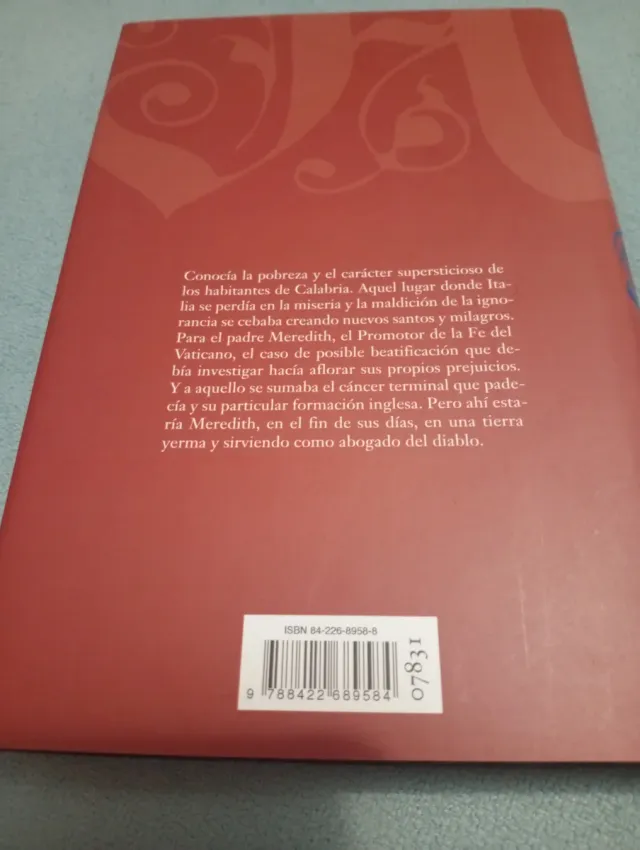 Conocía la pobreza y el carácter supersticioso de
los habitantes de Calabria. Aquel lugar donde Ita-
lia se perdía en la miseria y la maldición de la igno-
rancia se cebaba creando nuevos santos y milagros.
Para el padre Meredith, el Promotor de la Fe del
Vaticano, el caso de posible beatificación que de-
bía investigar hacía aflorar sus propios prejuicios.
Y a aquello se sumaba el cáncer terminal que pade-
cía y su particular formación inglesa. Pero ahí esta-
ría Meredith, en el fin de sus días, en una tierra
yerma y sirviendo como abogado del diablo.
ISBN 84-226-8958-8
9 788422 689584
07831